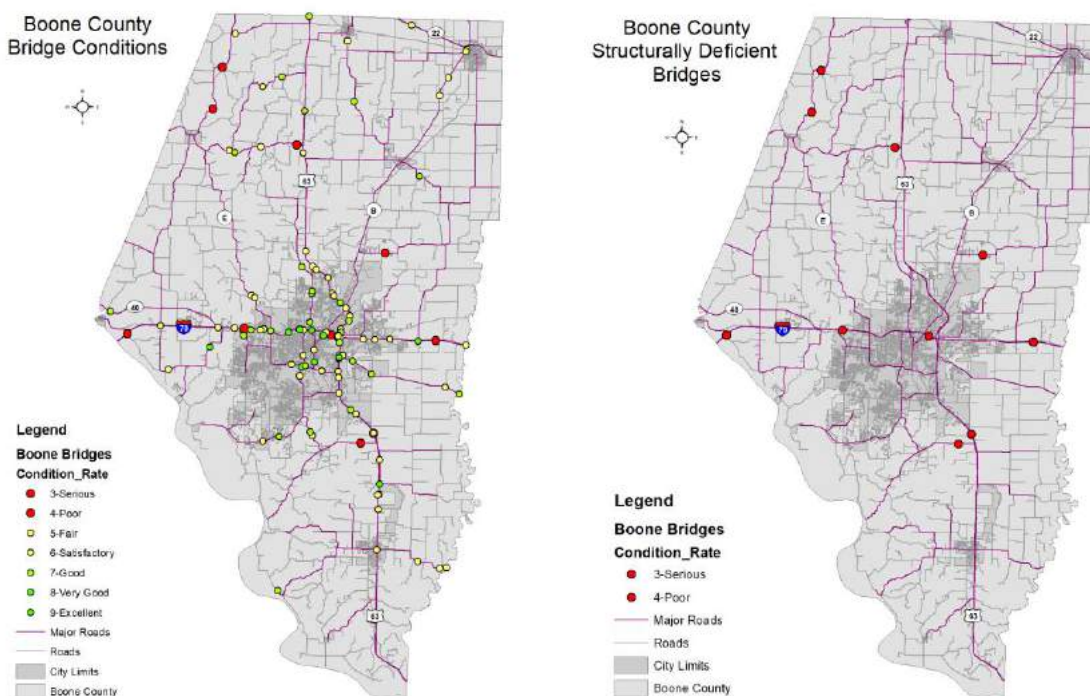 Boone County
Bridge Conditions
22
63
B
E
40
70
Legend
Boone Bridges
Condition_Rate
3-Serious
4-Poor
5-Fair
6-Satisfactory
7-Good
8-Very Good
9-Excellent
Major Roads
Roads
City Limits
Boone County
63
Boone County
Structurally Deficient
Bridges
22
63
B
E
40
70
Legend
Boone Bridges
Condition_Rate
3-Serious
4-Poor
Major Roads
Roads
City Limits
Boone County
63